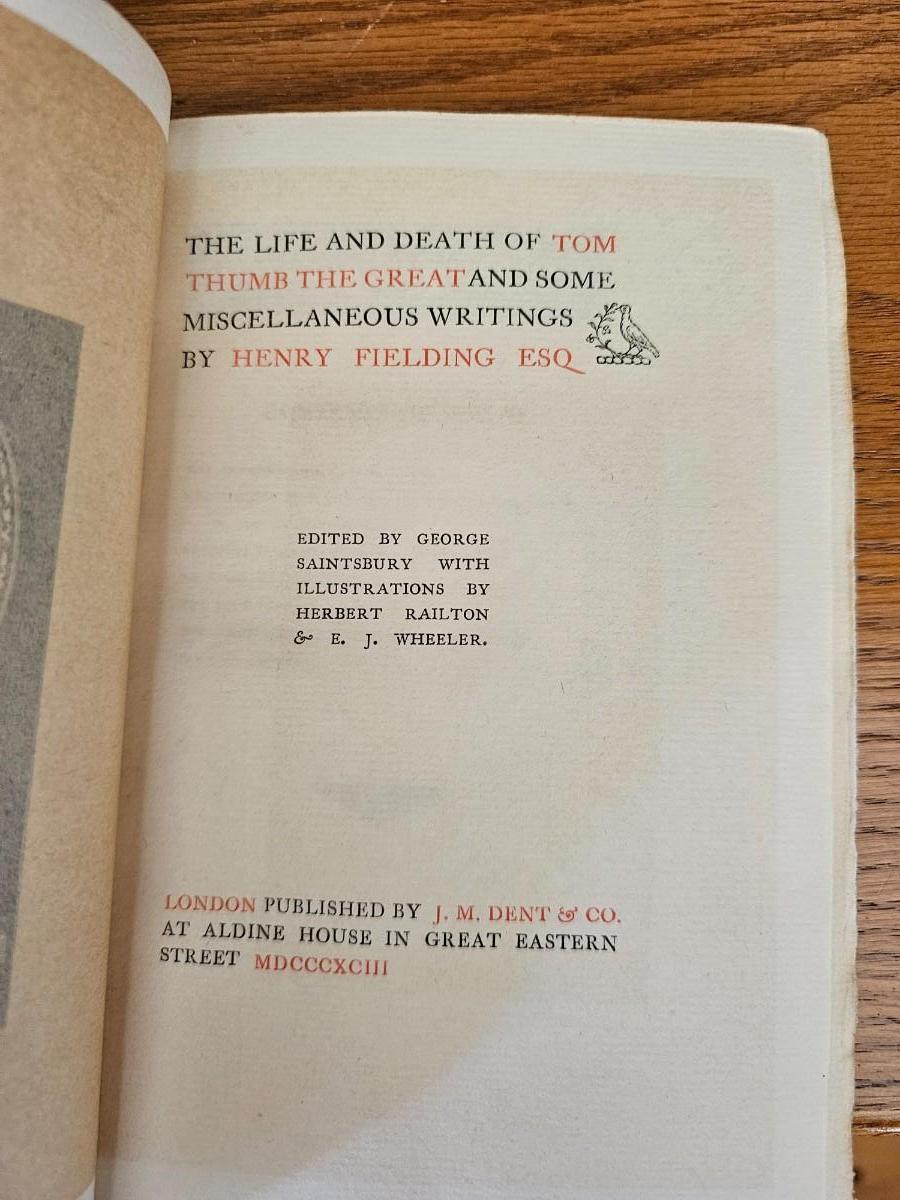 THE LIFE AND DEATH OF TOM
THUMB THE GREAT AND SOME
MISCELLANEOUS WRITINGS
BY HENRY FIELDING ESQ
EDITED BY GEORGE
SAINTSBURY WITH
ILLUSTRATIONS BY
HERBERT RAILTON
& E. J. WHEELER.
LONDON PUBLISHED BY J. M. DENT & CO.
AT ALDINE HOUSE IN GREAT EASTERN
STREET MDCCCXCIII